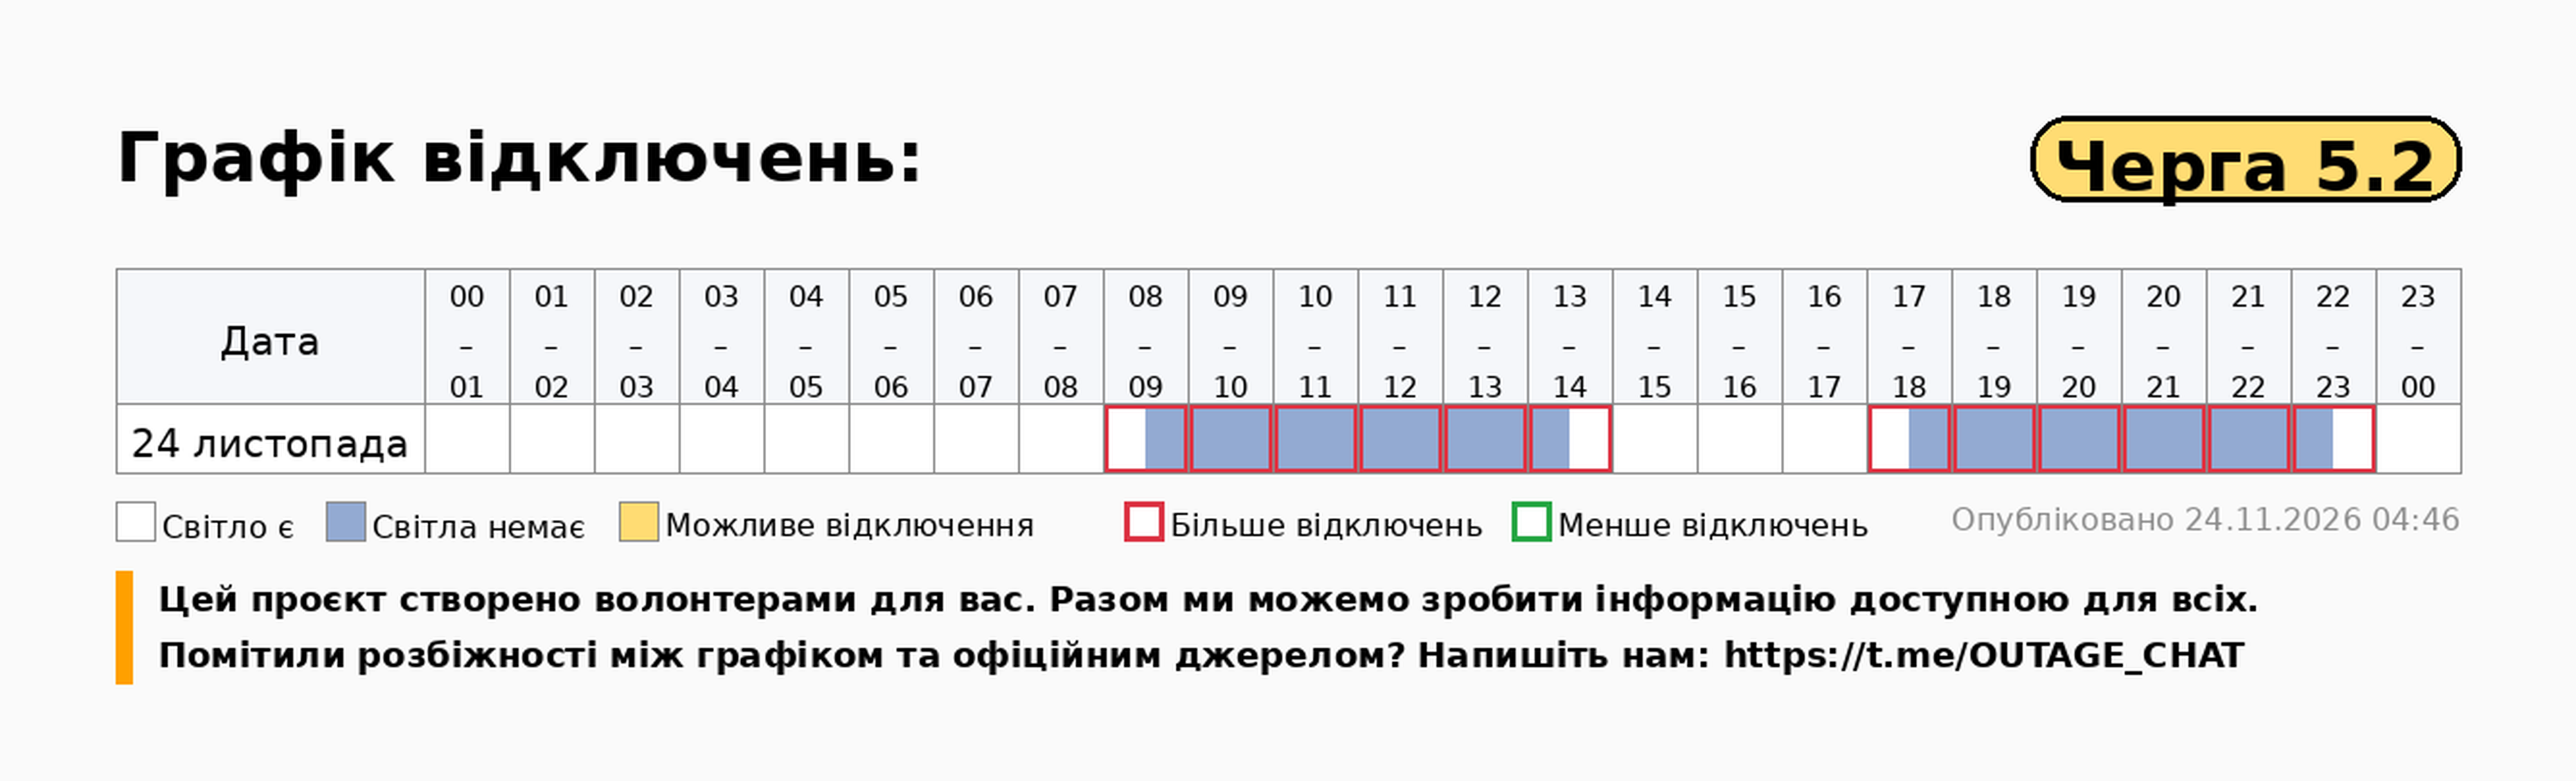 Графік відключень:
Черга 5.2
Дата
00 – 01
01 – 02
02 – 03
03 – 04
04 – 05
05 – 06
06 – 07
07 – 08
08 – 09
09 – 10
10 – 11
11 – 12
12 – 13
13 – 14
14 – 15
15 – 16
16 – 17
17 – 18
18 – 19
19 – 20
20 – 21
21 – 22
22 – 23
23 – 00
24 листопада
Світло є
Світла немає
Можливе відключення
Більше відключень
Менше відключень
Опубліковано 24.11.2026 04:46
Цей проєкт створено волонтерами для вас. Разом ми можемо зробити інформацію доступною для всіх.
Помітили розбіжності між графіком та офіційним джерелом? Напишіть нам: https://t.me/OUTAGE_CHAT